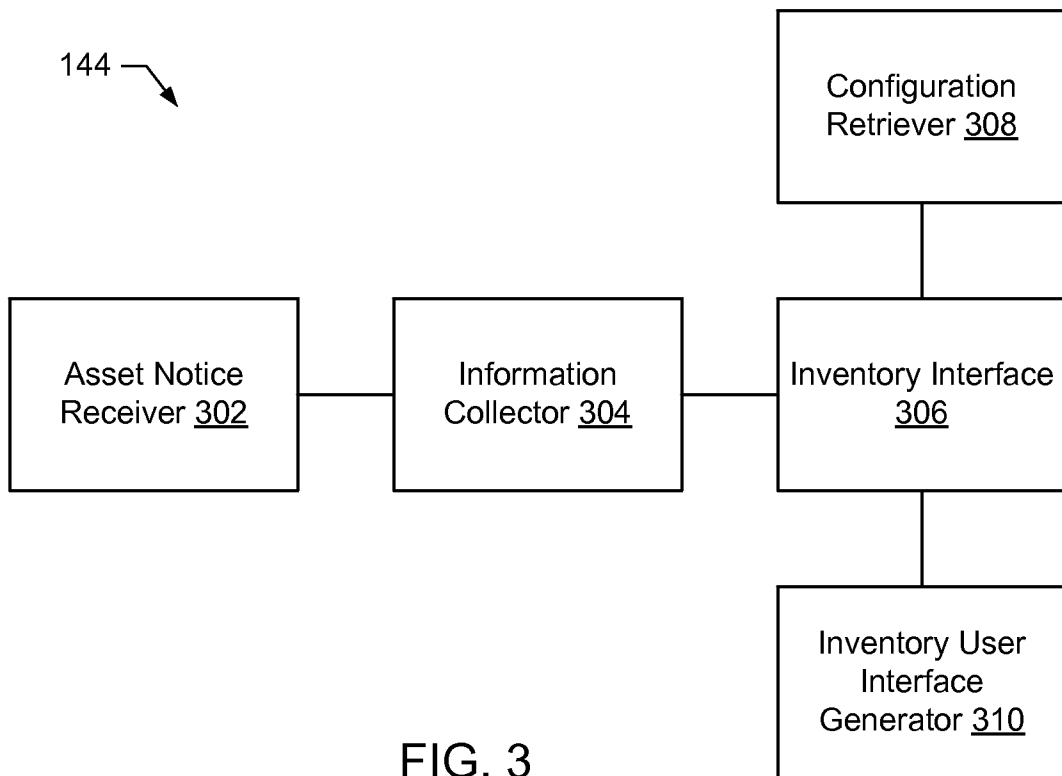 144
Configuration
Retriever 308
Asset Notice
Receiver 302
Information
Collector 304
Inventory Interface
306
Inventory User
Interface
Generator 310
FIG. 3